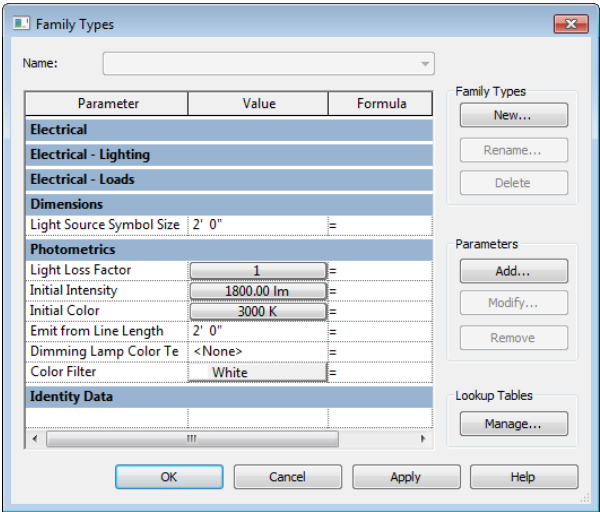 Family Types
Name:
Parameter Value Formula
Electrical
Electrical - Lighting
Electrical - Loads
Dimensions
Light Source Symbol Size 2' 0" =
Photometrics
Light Loss Factor 1 =
Initial Intensity 1800.00 lm =
Initial Color 3000 K =
Emit from Line Length 2' 0" =
Dimming Lamp Color Te <None> =
Color Filter White =
Identity Data
Family Types
New...
Rename...
Delete
Parameters
Add...
Modify...
Remove
Lookup Tables
Manage...
OK Cancel Apply Help